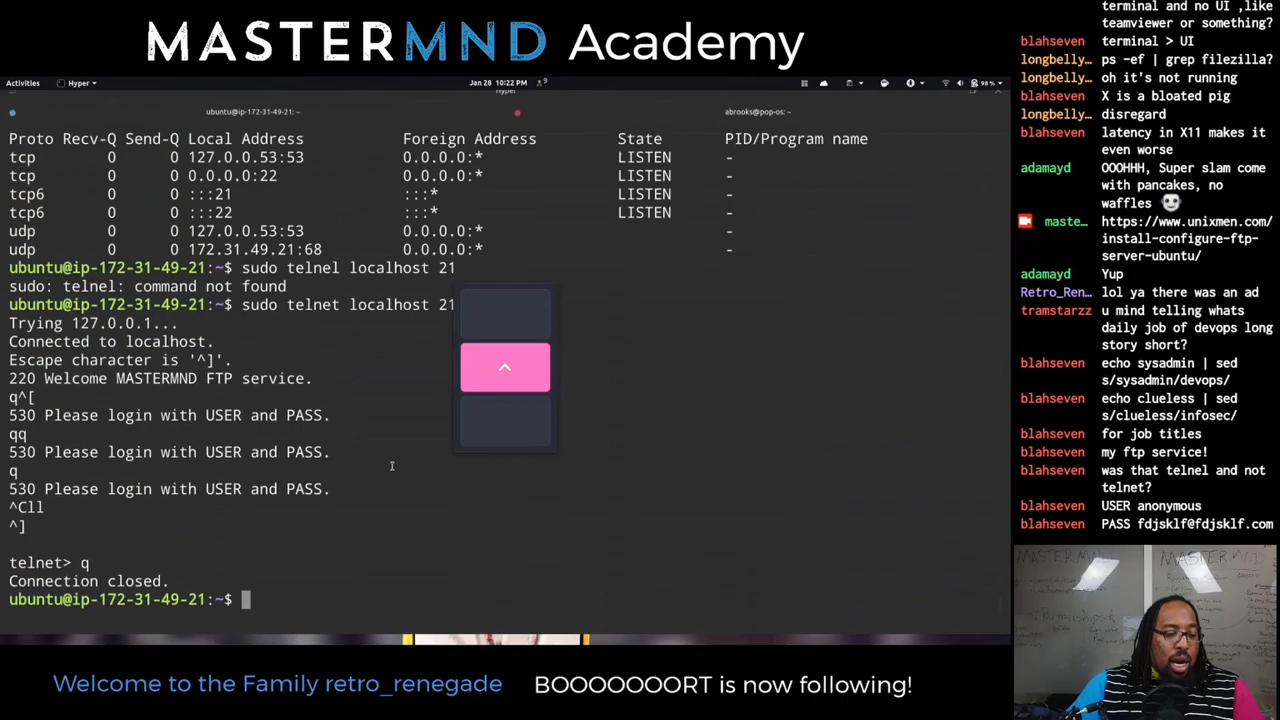 MASTERMND Academy
Activities
Hyper
Jan 28 10:22 PM
98%
Hyper
ubuntu@ip-172-31-49-21: ~
abrooks@pop-os: ~
Proto Recv-Q Send-Q Local Address Foreign Address State PID/Program name
tcp 0 0 127.0.0.53:53 0.0.0.0:* LISTEN -
tcp 0 0 0.0.0.0:22 0.0.0.0:* LISTEN -
tcp6 0 0 :::21 :::* LISTEN -
tcp6 0 0 :::22 :::* LISTEN -
udp 0 0 127.0.0.53:53 0.0.0.0:* -
udp 0 0 172.31.49.21:68 0.0.0.0:* -
ubuntu@ip-172-31-49-21:~$ sudo telnel localhost 21
sudo: telnel: command not found
ubuntu@ip-172-31-49-21:~$ sudo telnet localhost 21
Trying 127.0.0.1...
Connected to localhost.
Escape character is '^]'.
220 Welcome MASTERMND FTP service.
q^[
530 Please login with USER and PASS.
qq
530 Please login with USER and PASS.
q
530 Please login with USER and PASS.
^Cll
^]
telnet> q
Connection closed.
ubuntu@ip-172-31-49-21:~$
terminal and no UI ,like
teamviewer or something?
blahseven terminal > UI
longbelly… ps -ef | grep filezilla?
longbelly… oh it's not running
blahseven X is a bloated pig
longbelly… disregard
blahseven latency in X11 makes it
even worse
adamayd OOOHHH, Super slam come
with pancakes, no
waffles
maste… https://www.unixmen.com/
install-configure-ftp-
server-ubuntu/
adamayd Yup
Retro_Ren… lol ya there was an ad
tramstarzz u mind telling whats
daily job of devops long
story short?
blahseven echo sysadmin | sed
s/sysadmin/devops/
blahseven echo clueless | sed
s/clueless/infosec/
blahseven for job titles
blahseven my ftp service!
blahseven was that telnel and not
telnet?
blahseven USER anonymous
blahseven PASS fdjsklf@fdjsklf.com
MASTERMND
MASTERMND
Welcome to the Family retro_renegade BOOOOOOORT is now following!